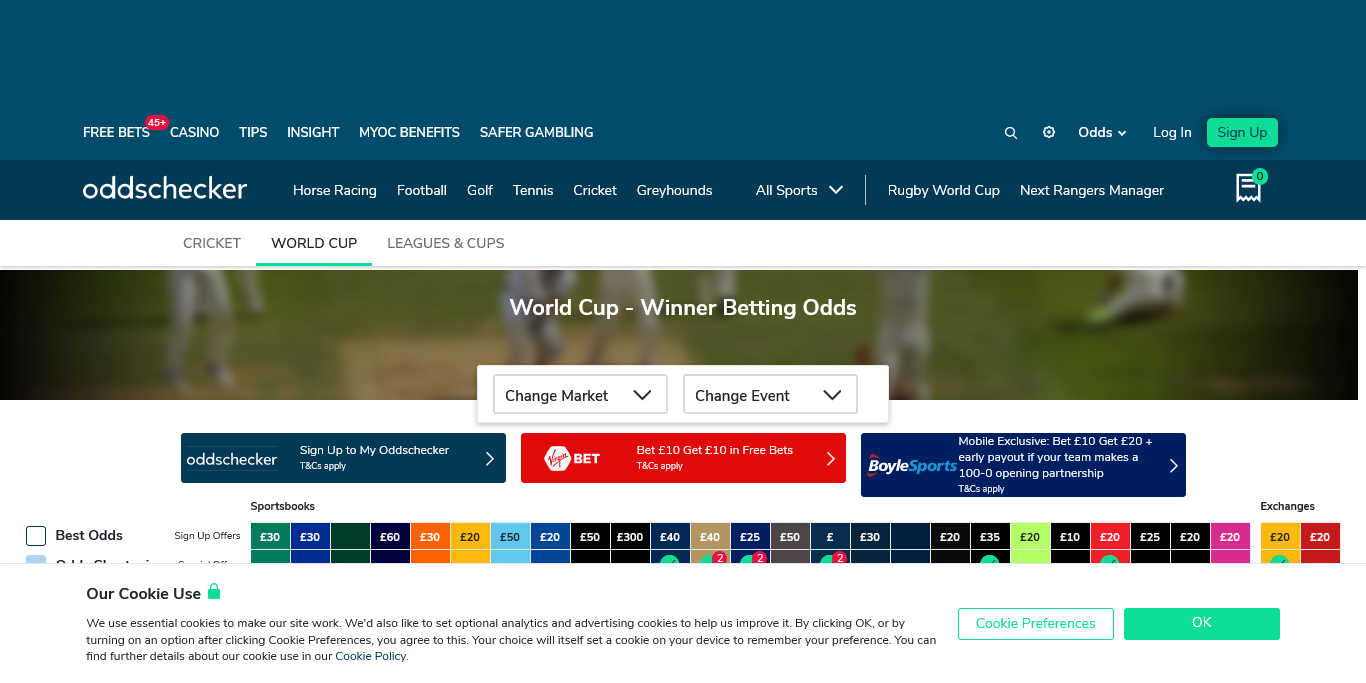 FREE BETS 45+ CASINO TIPS INSIGHT MYOC BENEFITS SAFER GAMBLING Odds Log In Sign Up
oddschecker Horse Racing Football Golf Tennis Cricket Greyhounds All Sports Rugby World Cup Next Rangers Manager 0
CRICKET WORLD CUP LEAGUES & CUPS
World Cup - Winner Betting Odds
Change Market Change Event
oddschecker
Sign Up to My Oddschecker
T&Cs apply
Virgin BET
Bet £10 Get £10 in Free Bets
T&Cs apply
BoyleSports
Mobile Exclusive: Bet £10 Get £20 +
early payout if your team makes a
100-0 opening partnership
T&Cs apply
Sportsbooks Exchanges
Best Odds Sign Up Offers £30 £30 £60 £30 £20 £50 £20 £50 £300 £40 £40 £25 £50 £ £30 £20 £35 £20 £10 £20 £25 £20 £20 £20 £20
2 2 2
Our Cookie Use
We use essential cookies to make our site work. We'd also like to set optional analytics and advertising cookies to help us improve it. By clicking OK, or by
turning on an option after clicking Cookie Preferences, you agree to this. Your choice will itself set a cookie on your device to remember your preference. You can
find further details about our cookie use in our Cookie Policy.
Cookie Preferences OK